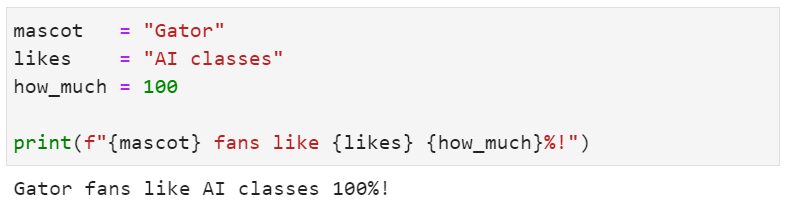 mascot   = "Gator"
likes    = "AI classes"
how_much = 100
print(f"{mascot} fans like {likes} {how_much}%!")
Gator fans like AI classes 100%!